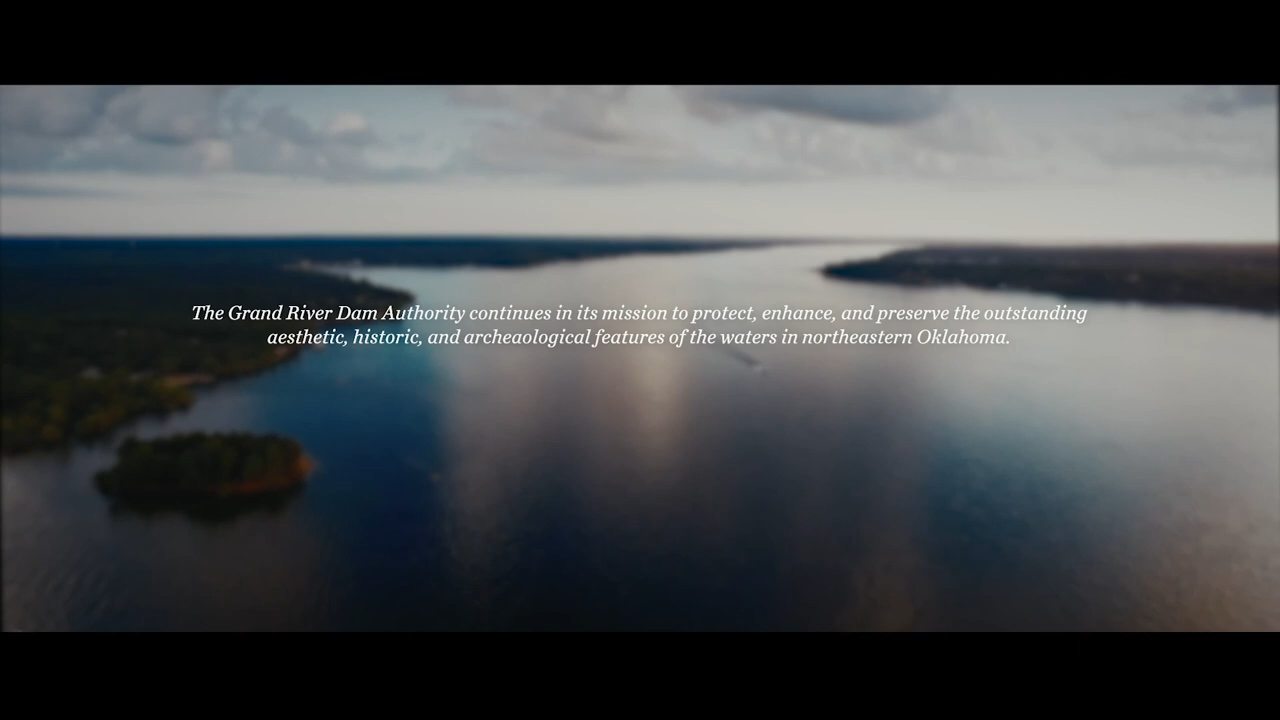 The Grand River Dam Authority continues in its mission to protect, enhance, and preserve the outstanding
aesthetic, historic, and archeaological features of the waters in northeastern Oklahoma.